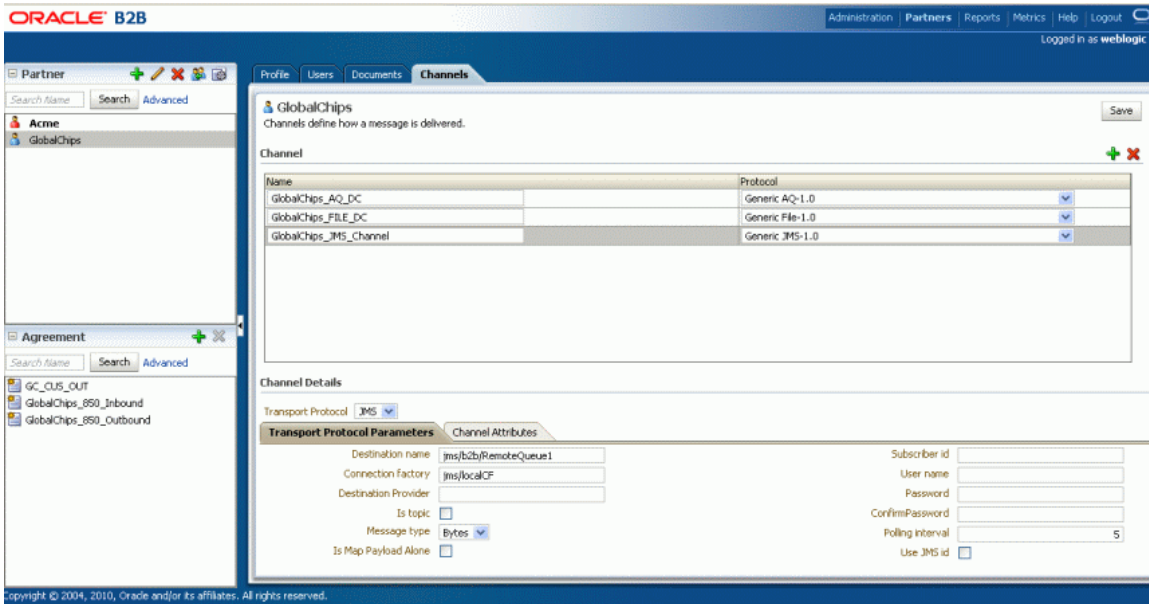 ORACLE B2B
Administration Partners Reports Metrics Help Logout
Logged in as weblogic
Partner
Search Name Search Advanced
Acme
GlobalChips
Agreement
Search Name Search Advanced
GC_CUS_OUT
GlobalChips_850_Inbound
GlobalChips_850_Outbound
Profile Users Documents Channels
GlobalChips
Save
Channels define how a message is delivered.
Channel
Name Protocol
GlobalChips_AQ_DC Generic AQ-1.0
GlobalChips_FILE_DC Generic File-1.0
GlobalChips_JMS_Channel Generic JMS-1.0
Channel Details
Transport Protocol JMS
Transport Protocol Parameters Channel Attributes
Destination name jms/b2b/RemoteQueue1
Connection factory jms/localCF
Destination Provider
Is topic
Message type Bytes
Is Map Payload Alone
Subscriber id
User name
Password
ConfirmPassword
Polling interval 5
Use JMS id
Copyright © 2004, 2010, Oracle and/or its affiliates. All rights reserved.